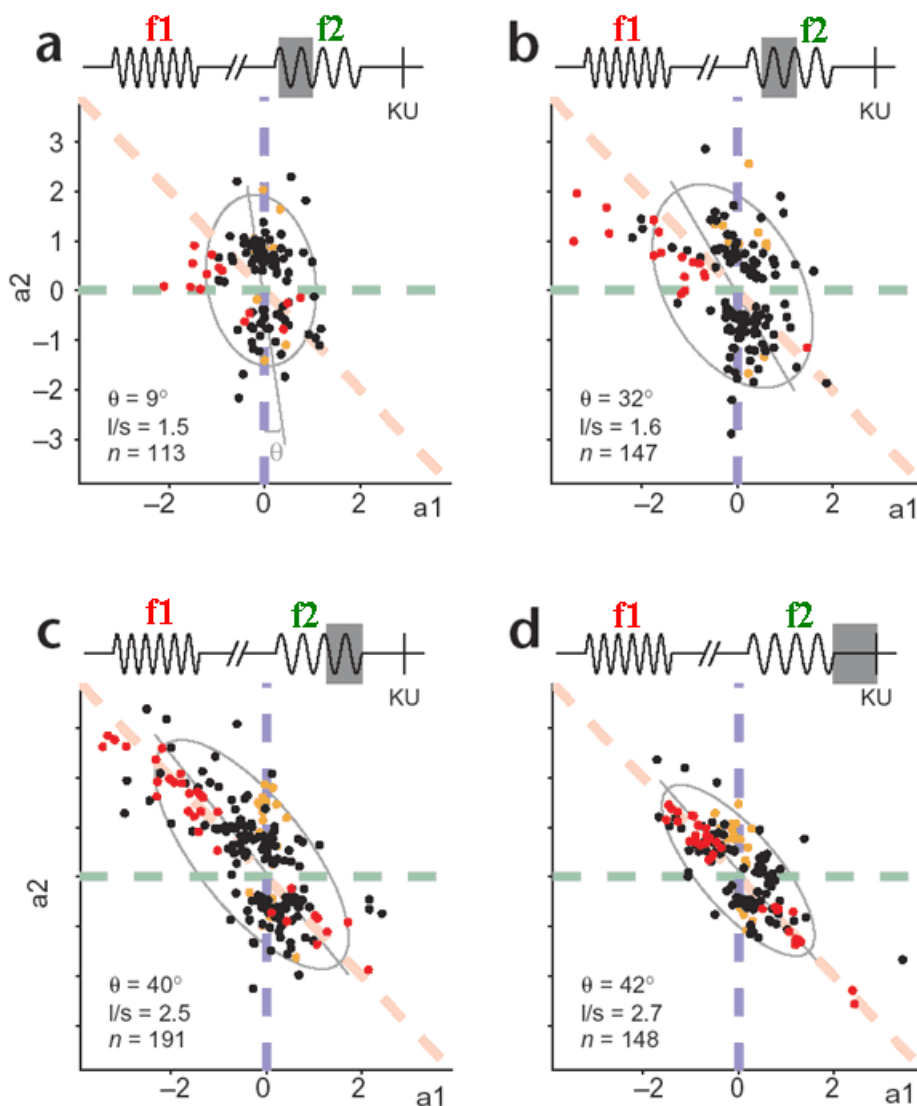 a
f1
f2
KU
3
2
1
0
–1
–2
–3
a2
θ = 9°
l/s = 1.5
n = 113
θ
–2
0
2
a1
b
f1
f2
KU
θ = 32°
l/s = 1.6
n = 147
–2
0
2
a1
c
f1
f2
KU
a2
θ = 40°
l/s = 2.5
n = 191
–2
0
2
a1
d
f1
f2
KU
θ = 42°
l/s = 2.7
n = 148
–2
0
2
a1